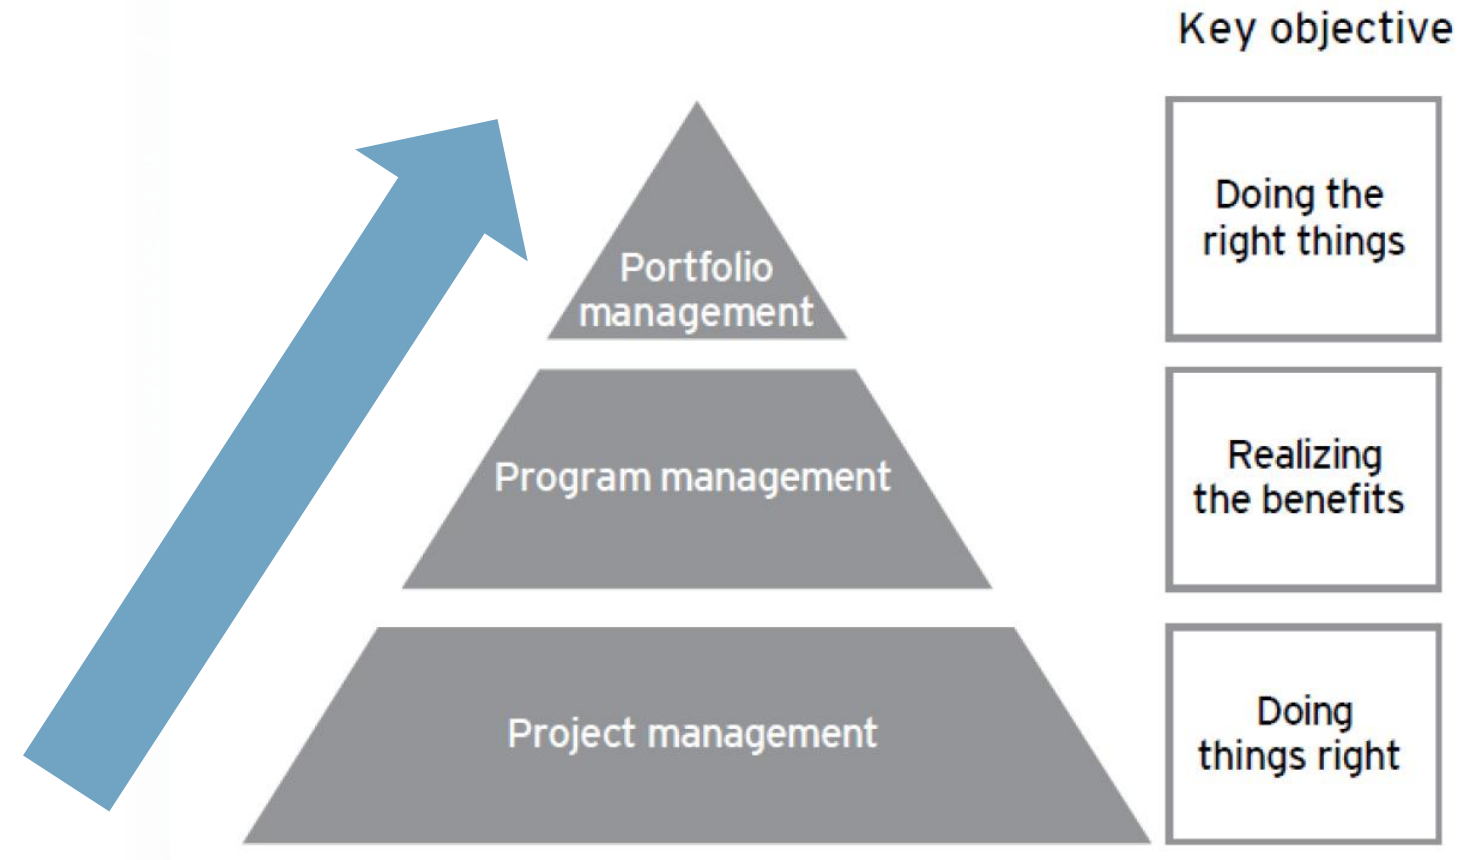 Key objective
Portfolio
management
Doing the
right things
Program management
Realizing
the benefits
Project management
Doing
things right